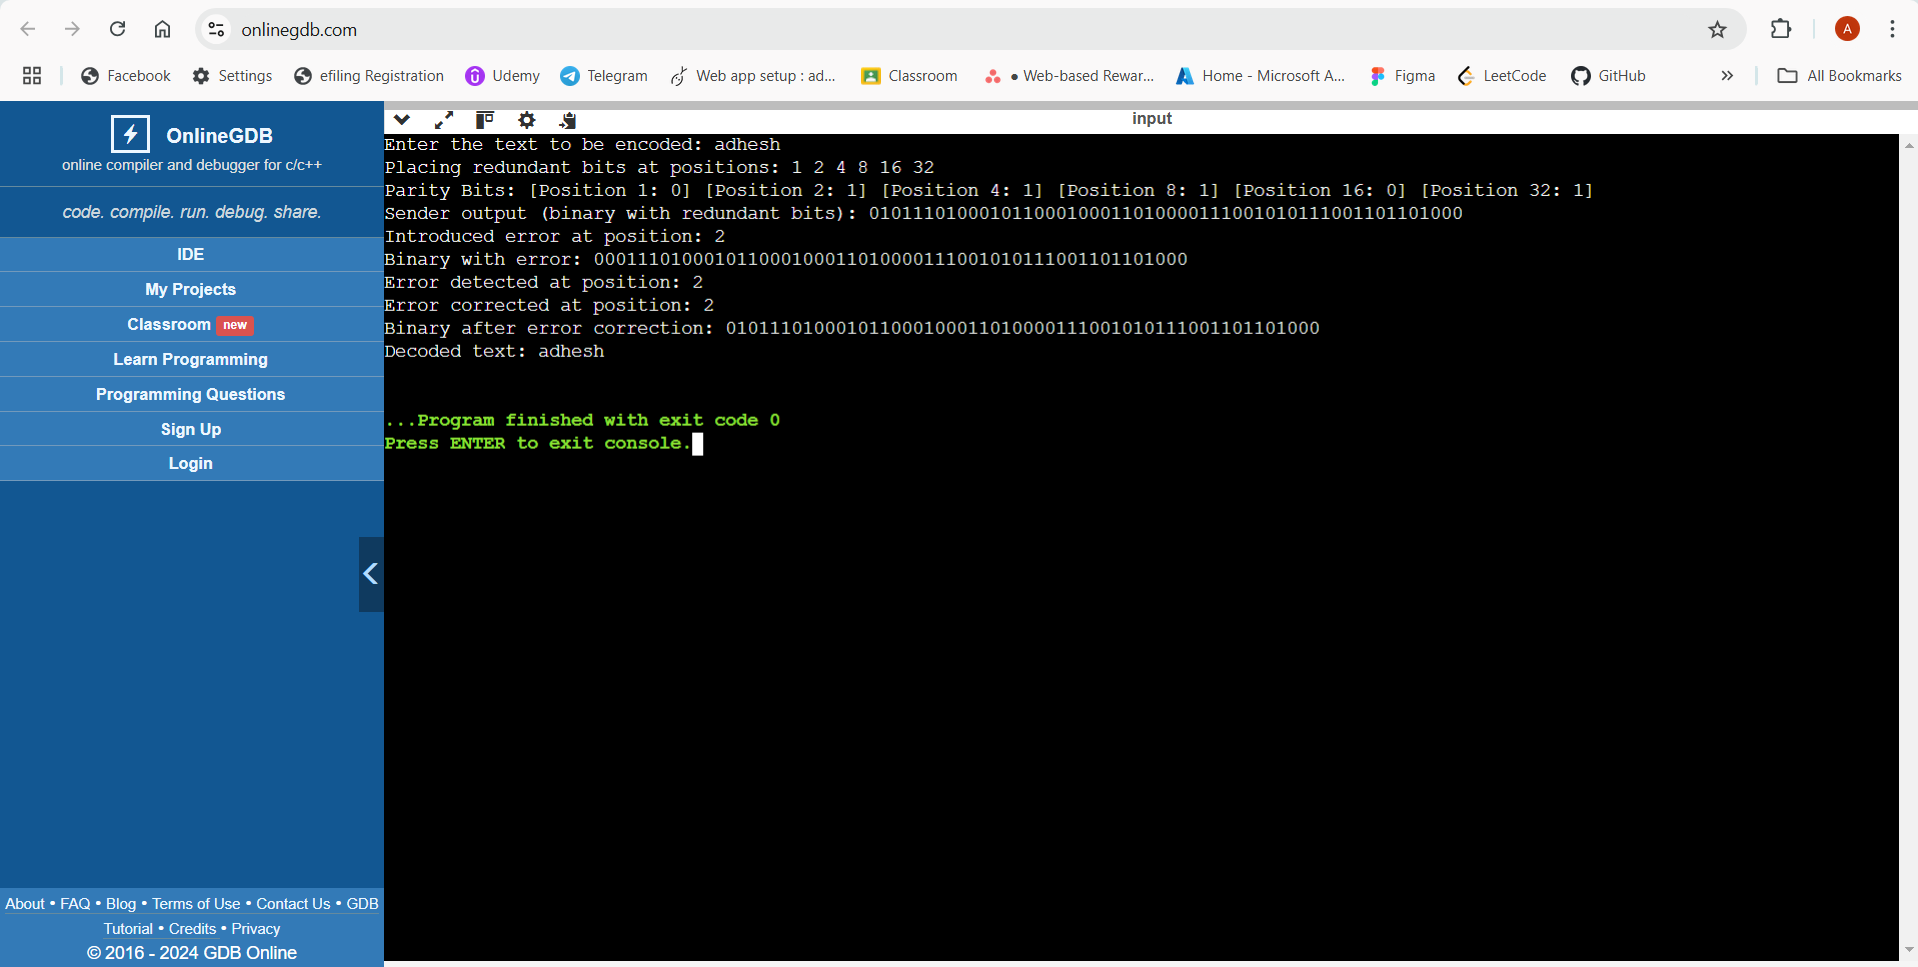 onlinegdb.com
A
Facebook Settings efiling Registration Udemy Telegram Web app setup : ad... Classroom • Web-based Rewar... Home - Microsoft A... Figma LeetCode GitHub » All Bookmarks
OnlineGDB
online compiler and debugger for c/c++
code. compile. run. debug. share.
IDE
My Projects
Classroom new
Learn Programming
Programming Questions
Sign Up
Login
About • FAQ • Blog • Terms of Use • Contact Us • GDB
Tutorial • Credits • Privacy
© 2016 - 2024 GDB Online
input
Enter the text to be encoded: adhesh
Placing redundant bits at positions: 1 2 4 8 16 32
Parity Bits: [Position 1: 0] [Position 2: 1] [Position 4: 1] [Position 8: 1] [Position 16: 0] [Position 32: 1]
Sender output (binary with redundant bits): 010111010001011000100011010000111001010111001101101000
Introduced error at position: 2
Binary with error: 000111010001011000100011010000111001010111001101101000
Error detected at position: 2
Error corrected at position: 2
Binary after error correction: 010111010001011000100011010000111001010111001101101000
Decoded text: adhesh
...Program finished with exit code 0
Press ENTER to exit console.